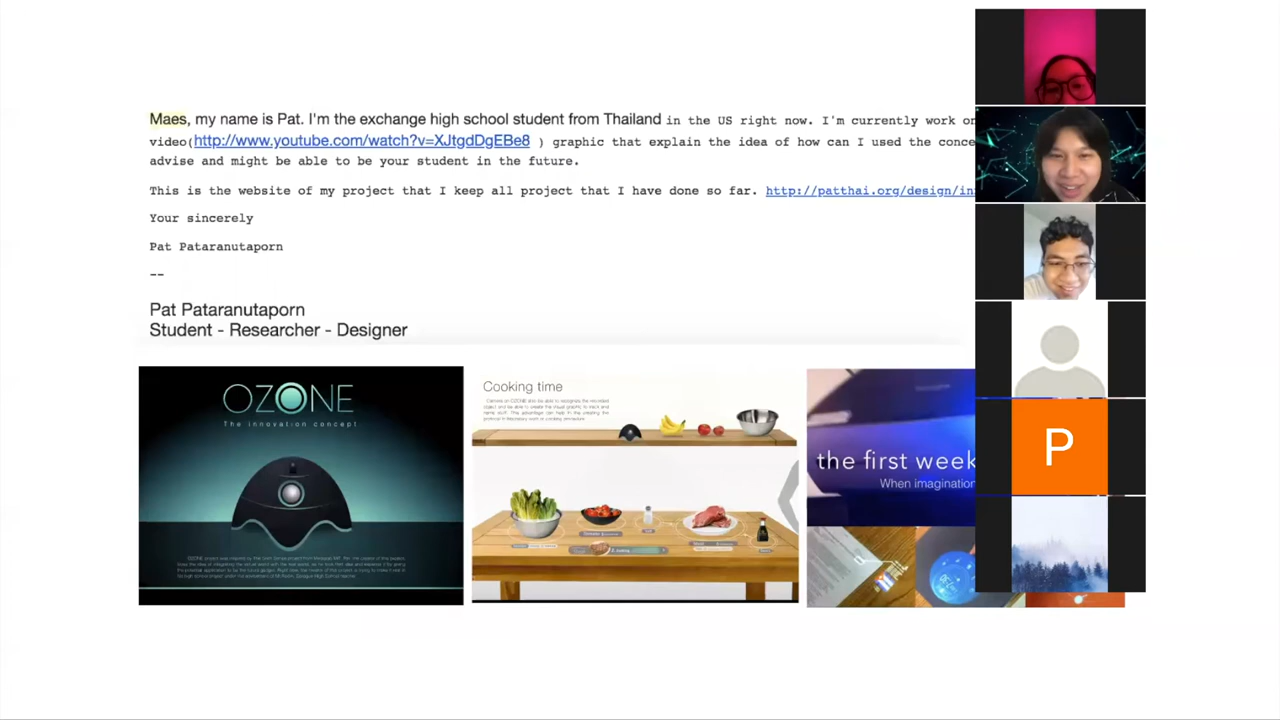 Maes, my name is Pat. I'm the exchange high school student from Thailand in the US right now. I'm currently work on
video(http://www.youtube.com/watch?v=XJtgdDgEBe8 ) graphic that explain the idea of how can I used the conce
advise and might be able to be your student in the future.
This is the website of my project that I keep all project that I have done so far. http://patthai.org/design/in
Your sincerely
Pat Pataranutaporn
--
Pat Pataranutaporn
Student - Researcher - Designer
OZONE
The innovation concept
Cooking time
the first week
When imagination
P